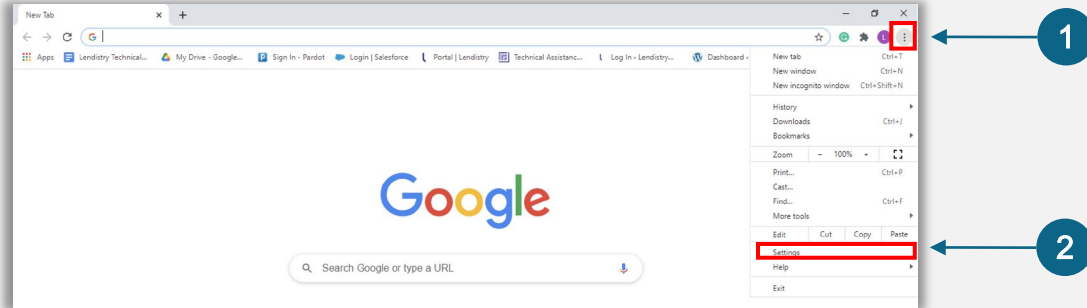 New Tab
1
Apps Lendistry Technical... My Drive - Google... Sign In - Pardot Login | Salesforce Portal | Lendistry Technical Assistanc... Log In ‹ Lendistry... Dashboard ‹
New tab Ctrl+T
New window Ctrl+N
New incognito window Ctrl+Shift+N
History
Downloads Ctrl+J
Bookmarks
Zoom - 100% +
Print... Ctrl+P
Cast...
Find... Ctrl+F
More tools
Edit Cut Copy Paste
Settings
2
Help
Exit
Google
Search Google or type a URL